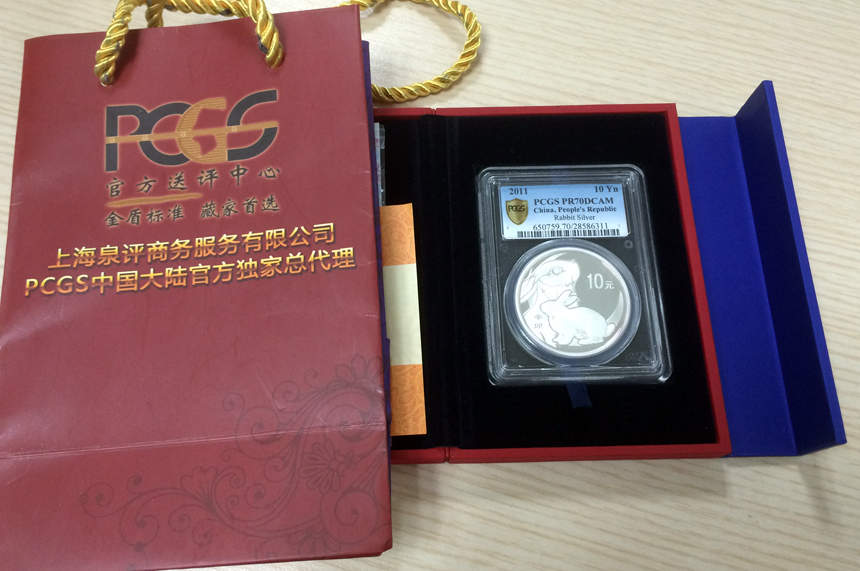 PCGS
官方送评中心
金盾标准 藏家首选
上海泉评商务服务有限公司
PCGS中国大陆官方独家总代理
2011 10 Yn
PCGS PR70DCAM
China, People's Republic
Rabbit Silver
650759.70/28586311
PCGS
10元
辛卯